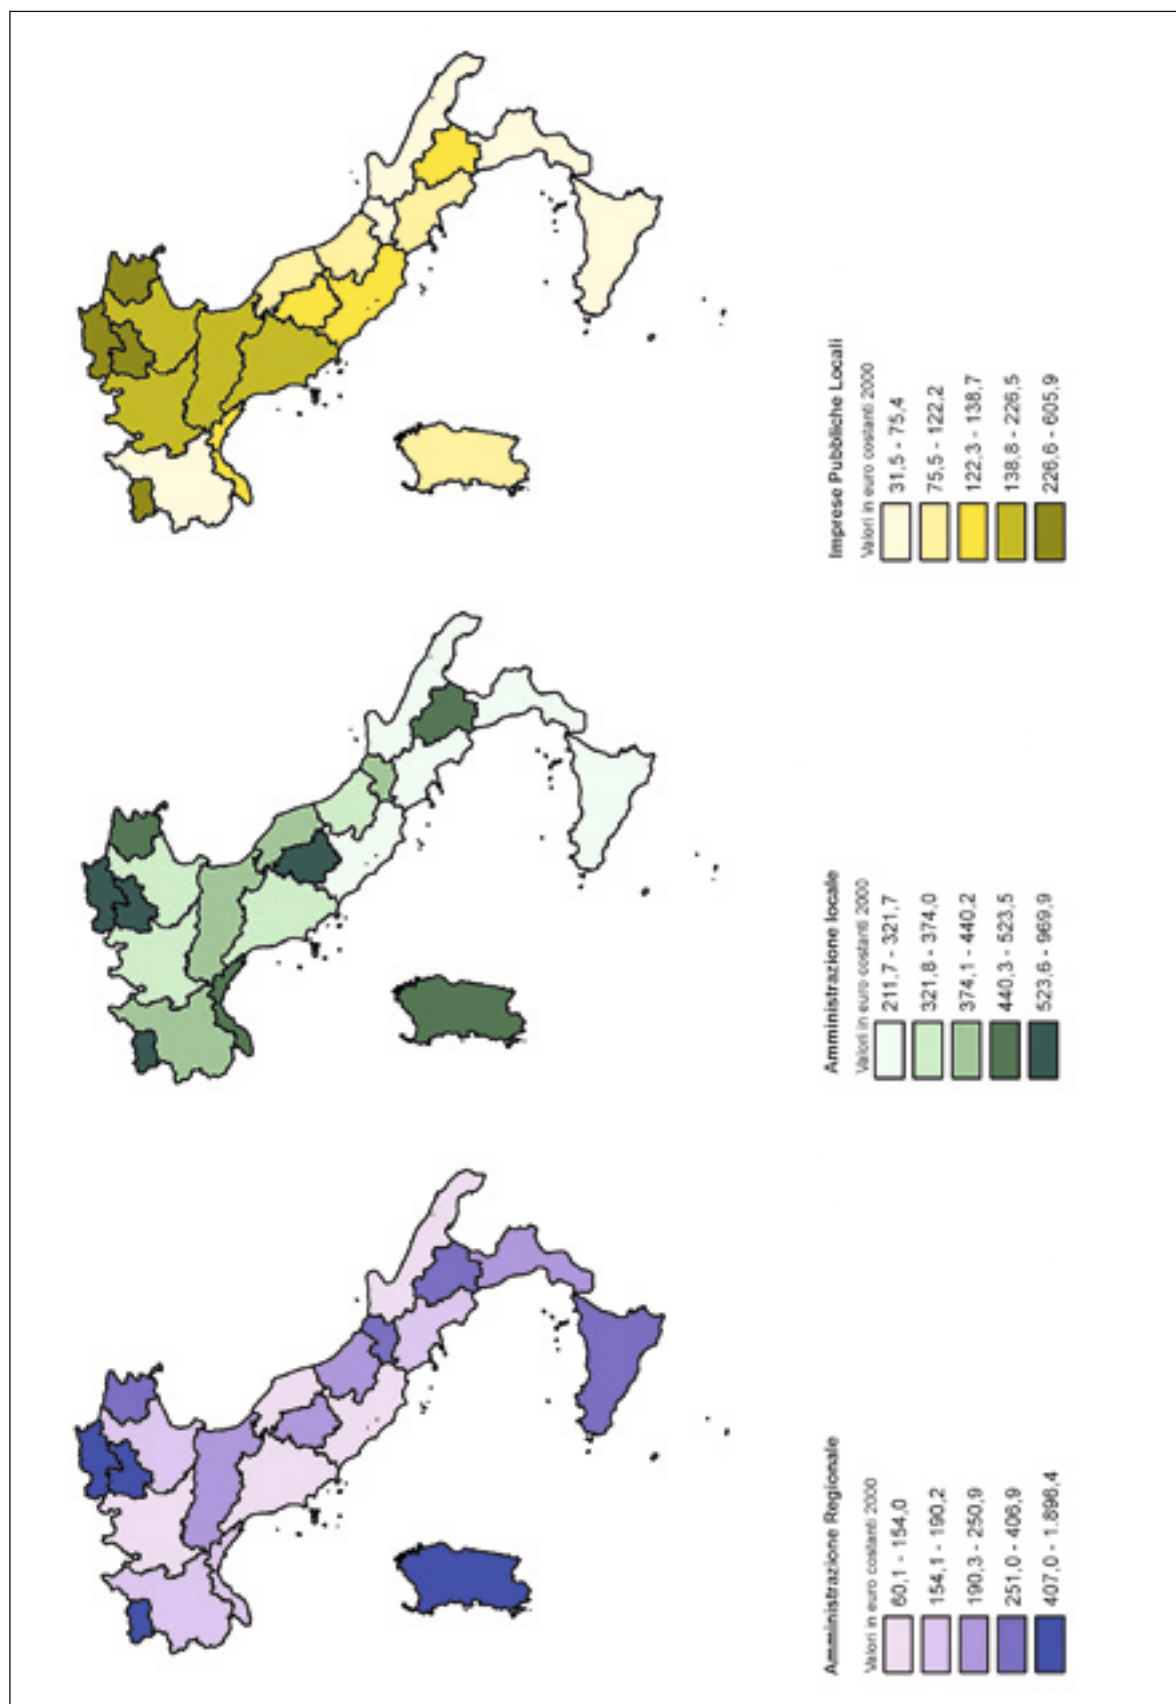 Amministrazione Regionale
Valori in euro costanti 2000
60,1 - 154,0
154,1 - 190,2
190,3 - 250,9
251,0 - 406,9
407,0 - 1.896,4
Amministrazione locale
Valori in euro costanti 2000
211,7 - 321,7
321,8 - 374,0
374,1 - 440,2
440,3 - 523,5
523,6 - 969,9
Imprese Pubbliche Locali
Valori in euro costanti 2000
31,5 - 75,4
75,5 - 122,2
122,3 - 138,7
138,8 - 226,5
226,6 - 605,9